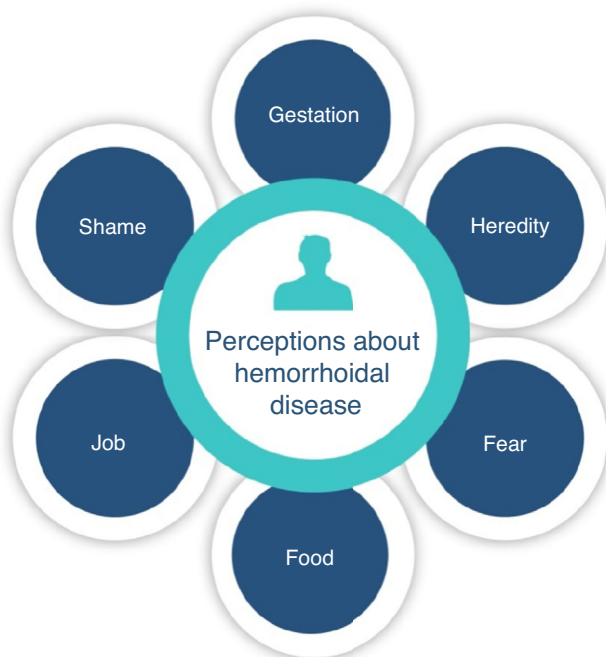 Gestation
Shame
Heredity
Perceptions about
hemorrhoidal
disease
Job
Fear
Food